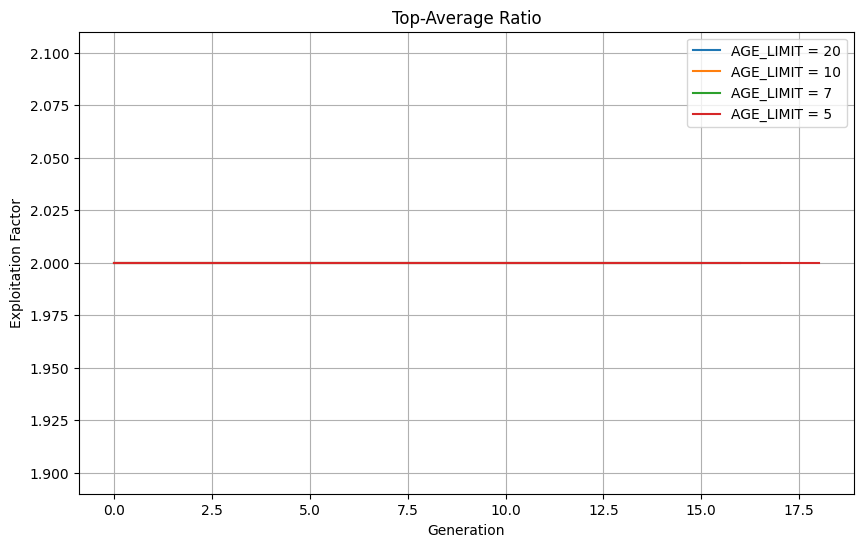 Top-Average Ratio
AGE_LIMIT = 20
AGE_LIMIT = 10
AGE_LIMIT = 7
AGE_LIMIT = 5
Exploitation Factor
2.100
2.075
2.050
2.025
2.000
1.975
1.950
1.925
1.900
0.0 2.5 5.0 7.5 10.0 12.5 15.0 17.5
Generation